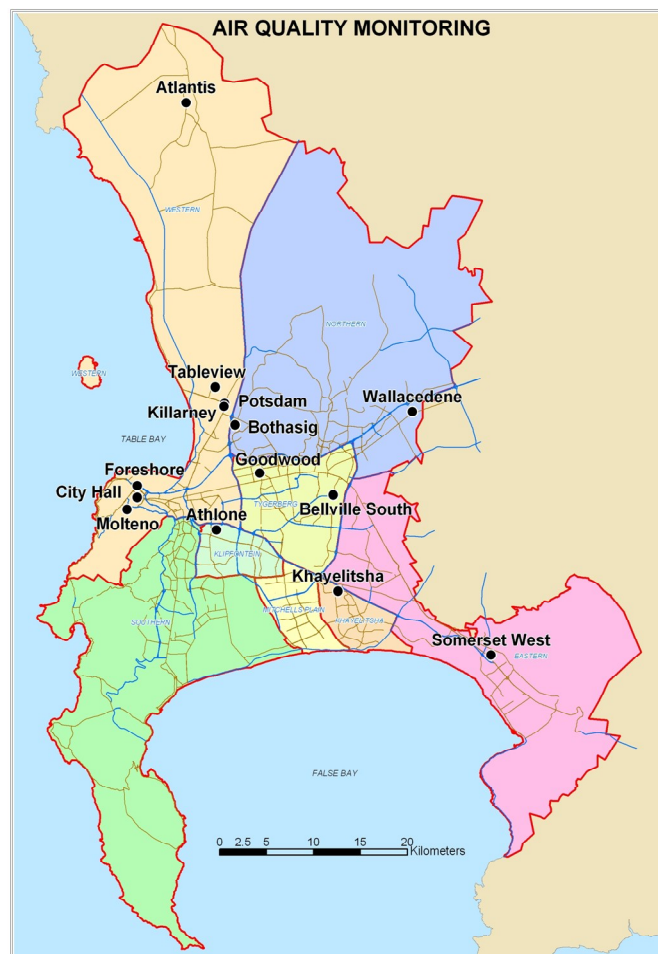 AIR QUALITY MONITORING
Atlantis
WESTERN
NORTHERN
WESTERN
Tableview
Potsdam
Wallacedene
Killarney
Bothasig
TABLE BAY
Goodwood
Foreshore
City Hall
TYGERBERG
Bellville South
Molteno
Athlone
KLIPFONTEIN
Khayelitsha
MITCHELLS PLAIN
KHAYELITSHA
SOUTHERN
Somerset West
EASTERN
FALSE BAY
0 2.5 5 10 15 20
Kilometers